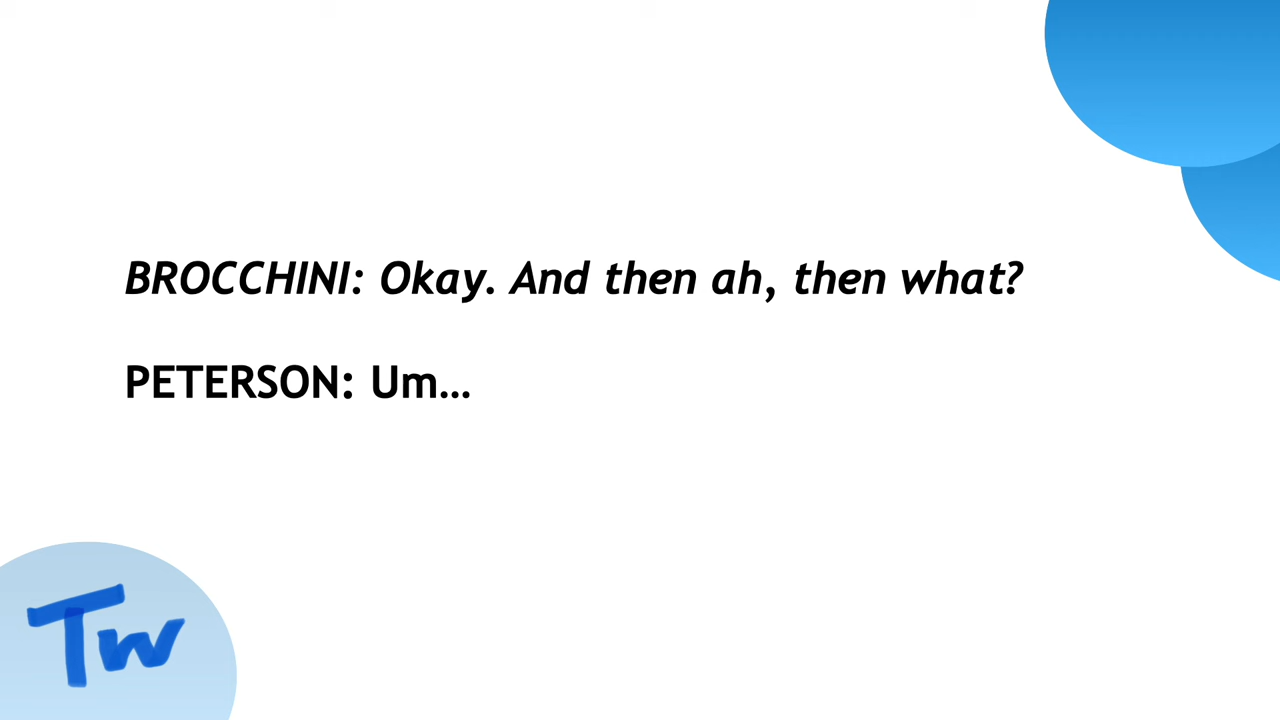 BROCCHINI: Okay. And then ah, then what?
PETERSON: Um…
Tw